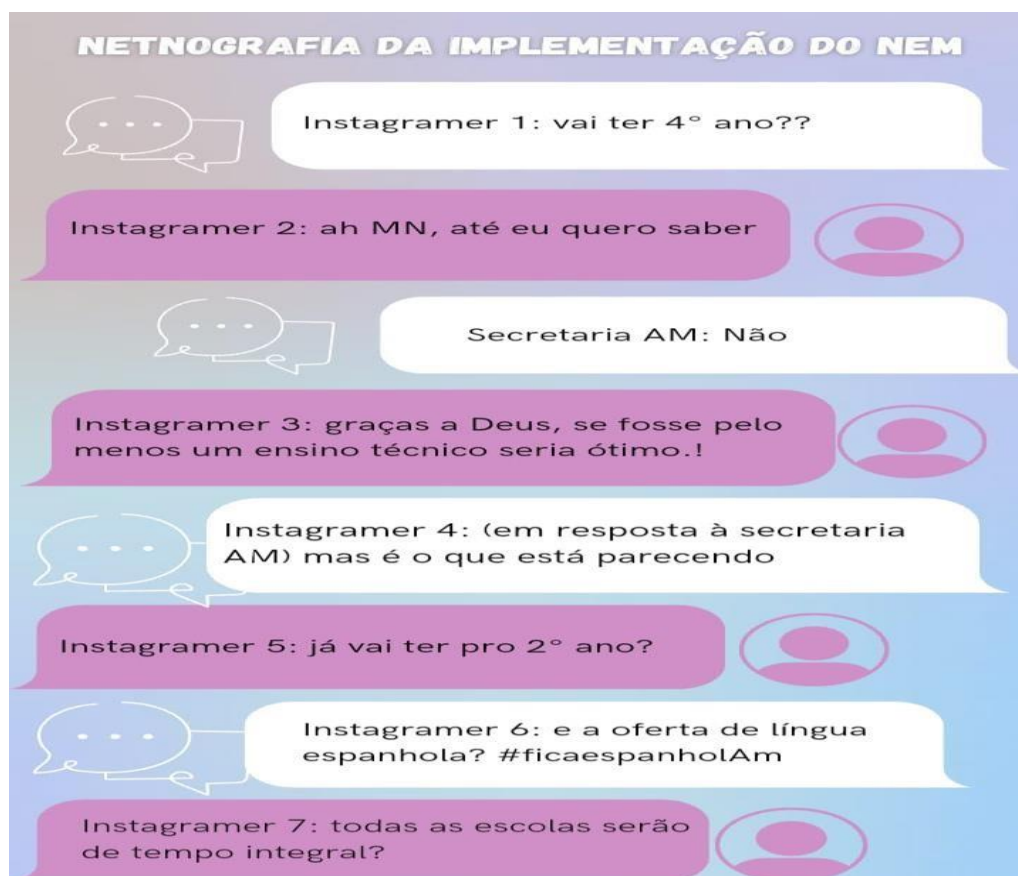 NETNOGRAFIA DA IMPLEMENTAÇÃO DO NEM
Instagramer 1: vai ter 4° ano??
Instagramer 2: ah MN, até eu quero saber
Secretaria AM: Não
Instagramer 3: graças a Deus, se fosse pelo
menos um ensino técnico seria ótimo.!
Instagramer 4: (em resposta à secretaria
AM) mas é o que está parecendo
Instagramer 5: já vai ter pro 2° ano?
Instagramer 6: e a oferta de língua
espanhola? #ficaespanholAm
Instagramer 7: todas as escolas serão
de tempo integral?